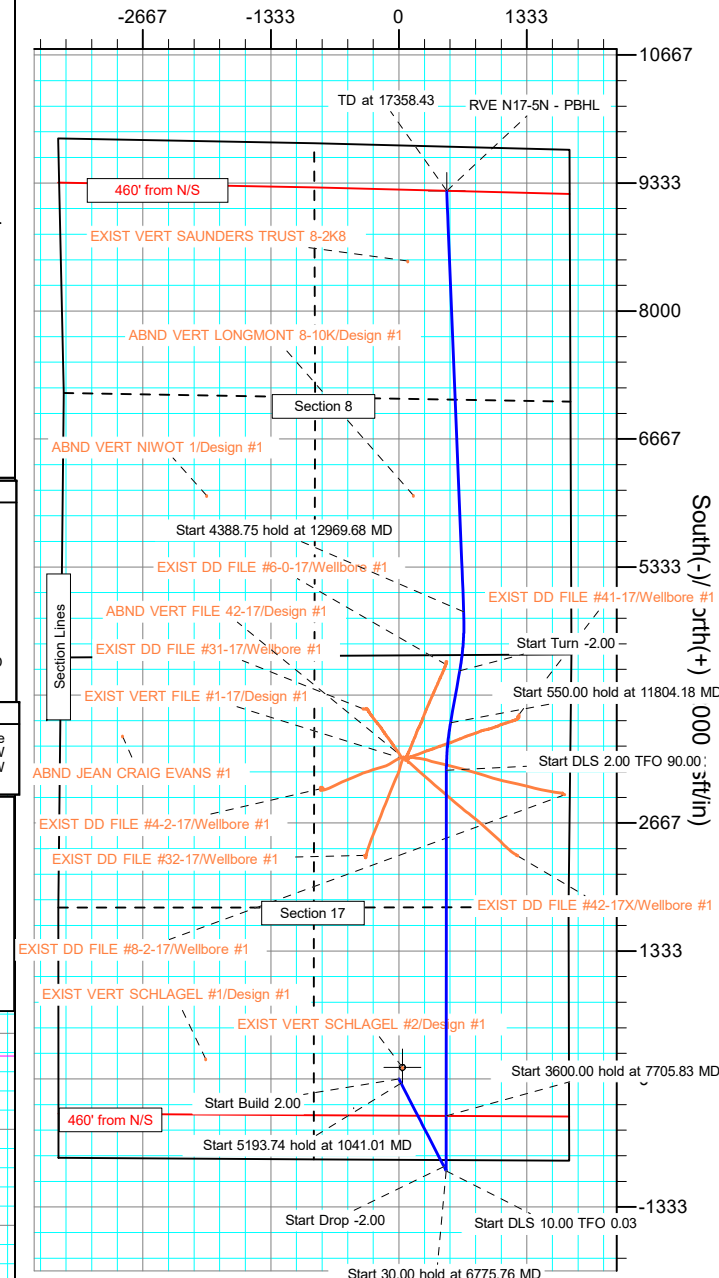 -2667 -1333 0 1333
10667
TD at 17358.43 RVE N17-5N - PBHL
9333
460' from N/S
EXIST VERT SAUNDERS TRUST 8-2K8
8000
ABND VERT LONGMONT 8-10K/Design #1
Section 8
6667
ABND VERT NIWOT 1/Design #1
Start 4388.75 hold at 12969.68 MD
5333
EXIST DD FILE #6-0-17/Wellbore #1
EXIST DD FILE #41-17/Wellbore #1
ABND VERT FILE 42-17/Design #1
Section Lines
Start Turn -2.00
EXIST DD FILE #31-17/Wellbore #1
EXIST VERT FILE #1-17/Design #1
Start 550.00 hold at 11804.18 MD
Start DLS 2.00 TFO 90.00
ABND JEAN CRAIG EVANS #1
2667
EXIST DD FILE #4-2-17/Wellbore #1
EXIST DD FILE #32-17/Wellbore #1
Section 17
EXIST DD FILE #42-17X/Wellbore #1
EXIST DD FILE #8-2-17/Wellbore #1
1333
EXIST VERT SCHLAGEL #1/Design #1
EXIST VERT SCHLAGEL #2/Design #1
Start 3600.00 hold at 7705.83 MD
Start Build 2.00
460' from N/S
Start 5193.74 hold at 1041.01 MD
-1333
Start Drop -2.00
Start DLS 10.00 TFO 0.03
Start 30.00 hold at 6775.76 MD
South(-)/